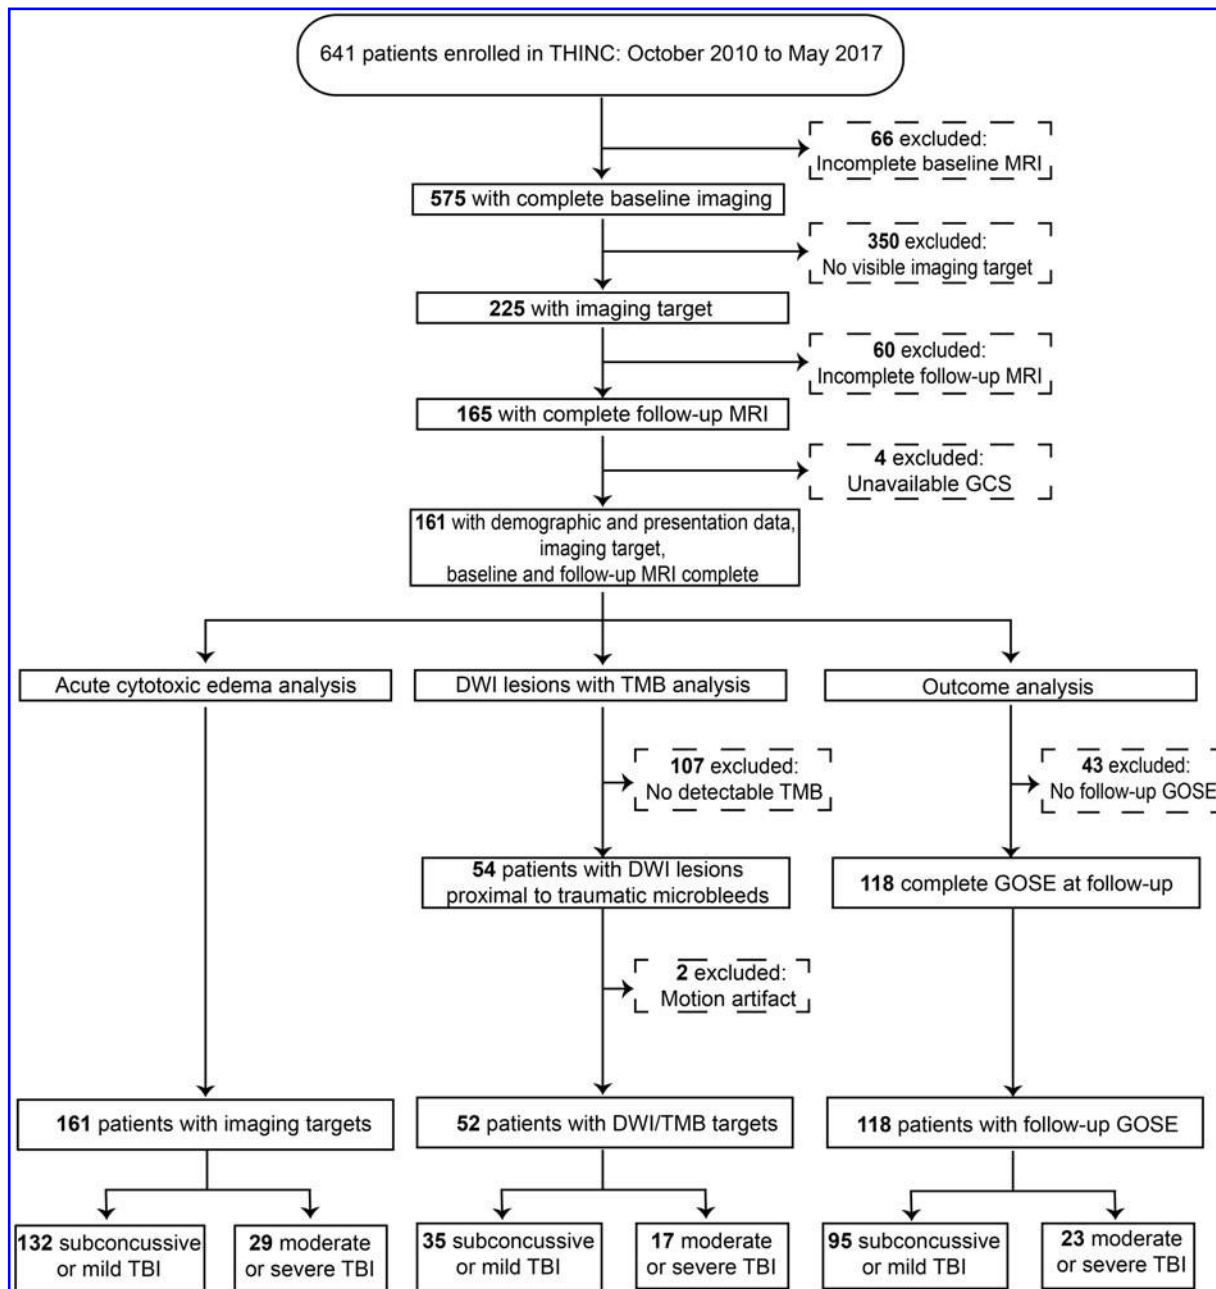 641 patients enrolled in THINC: October 2010 to May 2017
66 excluded:
Incomplete baseline MRI
575 with complete baseline imaging
350 excluded:
No visible imaging target
225 with imaging target
60 excluded:
Incomplete follow-up MRI
165 with complete follow-up MRI
4 excluded:
Unavailable GCS
161 with demographic and presentation data,
imaging target,
baseline and follow-up MRI complete
Acute cytotoxic edema analysis
DWI lesions with TMB analysis
Outcome analysis
107 excluded:
No detectable TMB
43 excluded:
No follow-up GOSE
54 patients with DWI lesions
proximal to traumatic microbleeds
118 complete GOSE at follow-up
2 excluded:
Motion artifact
161 patients with imaging targets
52 patients with DWI/TMB targets
118 patients with follow-up GOSE
132 subconcussive
or mild TBI
29 moderate
or severe TBI
35 subconcussive
or mild TBI
17 moderate
or severe TBI
95 subconcussive
or mild TBI
23 moderate
or severe TBI